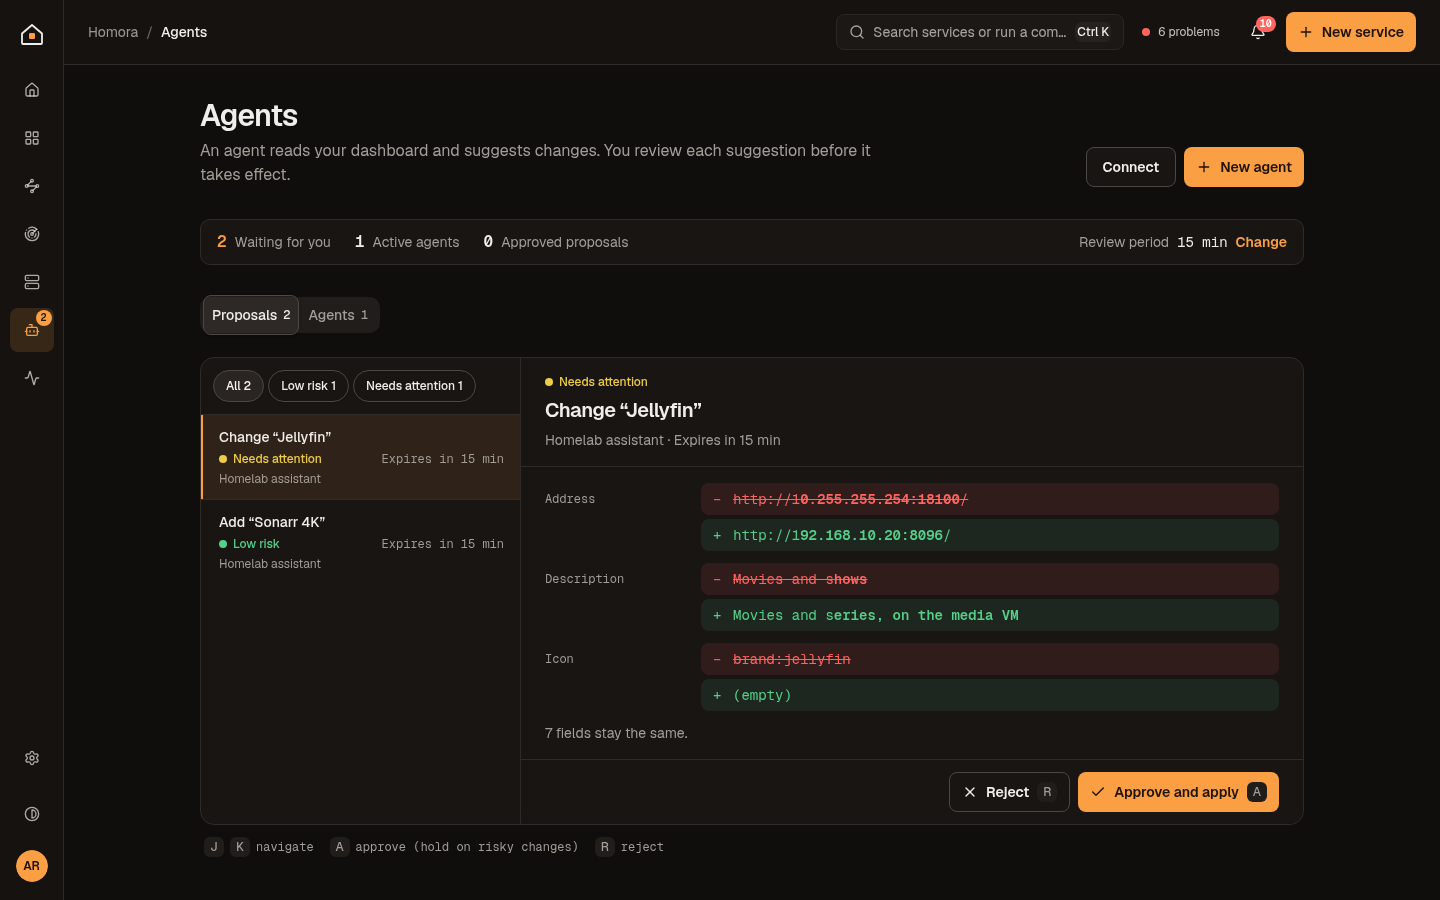 Homora / Agents
Search services or run a com... Ctrl K
6 problems
10
+ New service
Agents
An agent reads your dashboard and suggests changes. You review each suggestion before it
takes effect.
Connect
+ New agent
2 Waiting for you
1 Active agents
0 Approved proposals
Review period 15 min Change
2
Proposals 2
Agents 1
All 2
Low risk 1
Needs attention 1
Change “Jellyfin”
Needs attention
Expires in 15 min
Homelab assistant
Add “Sonarr 4K”
Low risk
Expires in 15 min
Homelab assistant
Needs attention
Change “Jellyfin”
Homelab assistant · Expires in 15 min
Address
− http://10.255.255.254:18100/
+ http://192.168.10.20:8096/
Description
− Movies and shows
+ Movies and series, on the media VM
Icon
− brand:jellyfin
+ (empty)
7 fields stay the same.
Reject R
Approve and apply A
J K navigate
A approve (hold on risky changes)
R reject
AR